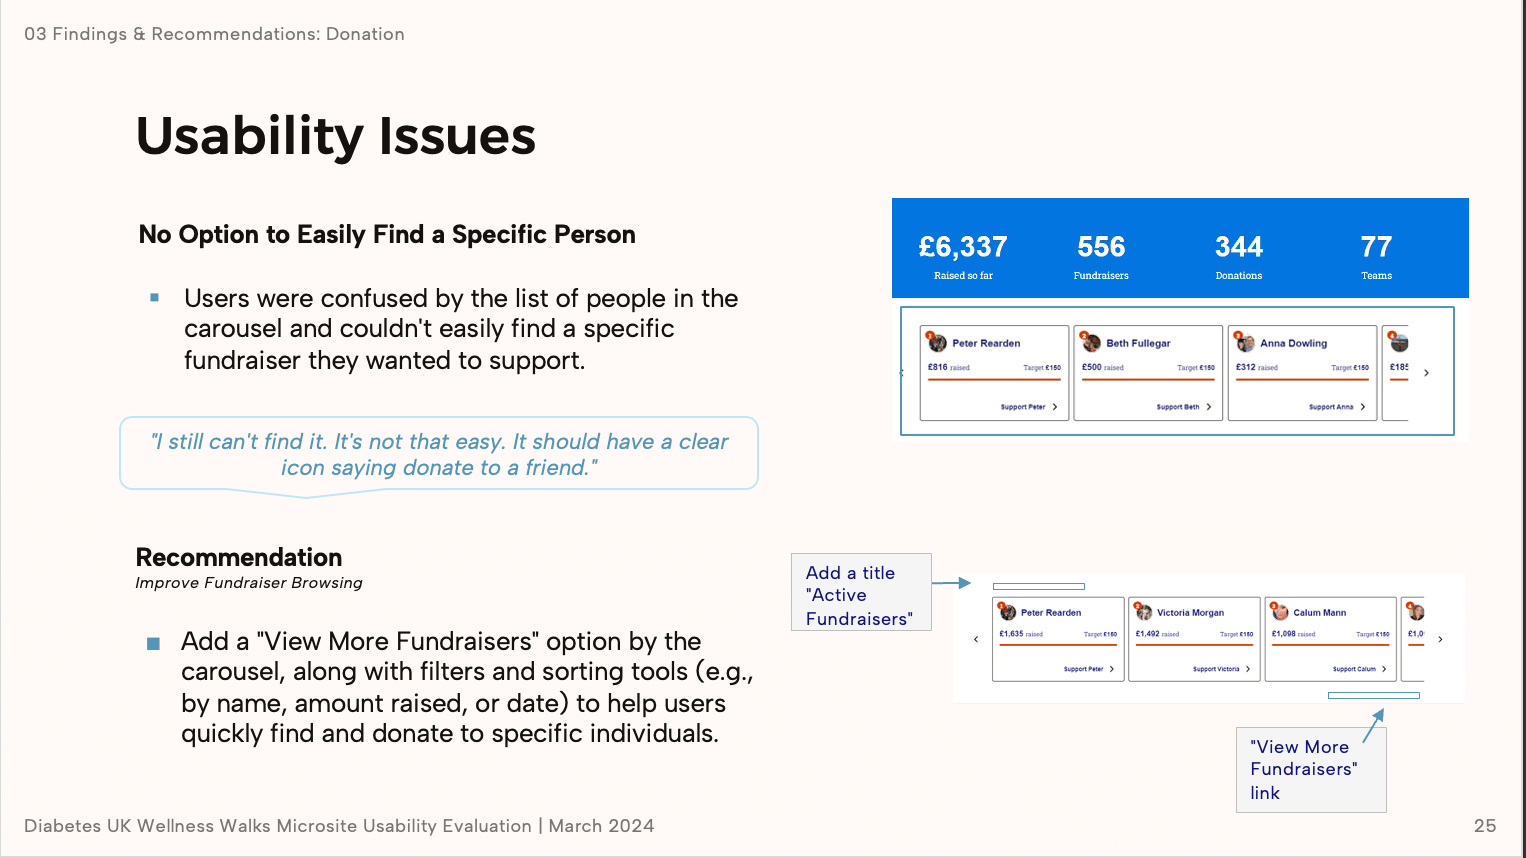 03 Findings & Recommendations: Donation
Usability Issues
No Option to Easily Find a Specific Person
Users were confused by the list of people in the
carousel and couldn't easily find a specific
fundraiser they wanted to support.
"I still can't find it. It's not that easy. It should have a clear
icon saying donate to a friend."
Recommendation
Improve Fundraiser Browsing
Add a "View More Fundraisers" option by the
carousel, along with filters and sorting tools (e.g.,
by name, amount raised, or date) to help users
quickly find and donate to specific individuals.
£6,337 556 344 77
Raised so far Fundraisers Donations Teams
1 Peter Rearden 2 Beth Fullegar 3 Anna Dowling 4
£816 raised Target £150 £500 raised Target £150 £312 raised Target £150 £185
Support Peter Support Beth Support Anna
Add a title
"Active
Fundraisers"
1 Peter Rearden 2 Victoria Morgan 3 Calum Mann 4
£1,635 raised Target £150 £1,492 raised Target £150 £1,098 raised Target £150 £1,0
Support Peter Support Victoria Support Calum
"View More
Fundraisers"
link
Diabetes UK Wellness Walks Microsite Usability Evaluation | March 2024
25